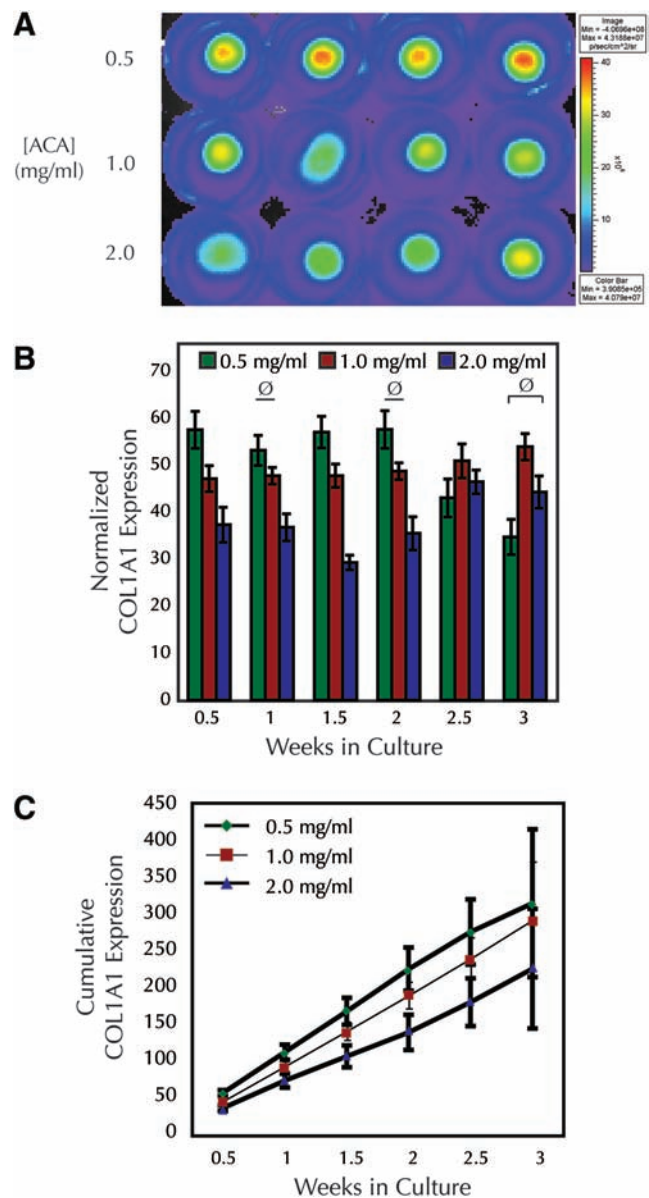 A
0.5
[ACA]
(mg/ml)
1.0
2.0
Image
Min = -4.0696e+08
Max = 4.3188e+07
p/sec/cm^2/sr
40
30
20
10
Color Bar
Min = 3.9085e+05
Max = 4.079e+07
B
0.5 mg/ml 1.0 mg/ml 2.0 mg/ml
Ø Ø Ø
Normalized
COL1A1 Expression
70
60
50
40
30
20
10
0
0.5 1 1.5 2 2.5 3
Weeks in Culture
C
0.5 mg/ml
1.0 mg/ml
2.0 mg/ml
Cumulative
COL1A1 Expression
450
400
350
300
250
200
150
100
50
0
0.5 1 1.5 2 2.5 3
Weeks in Culture